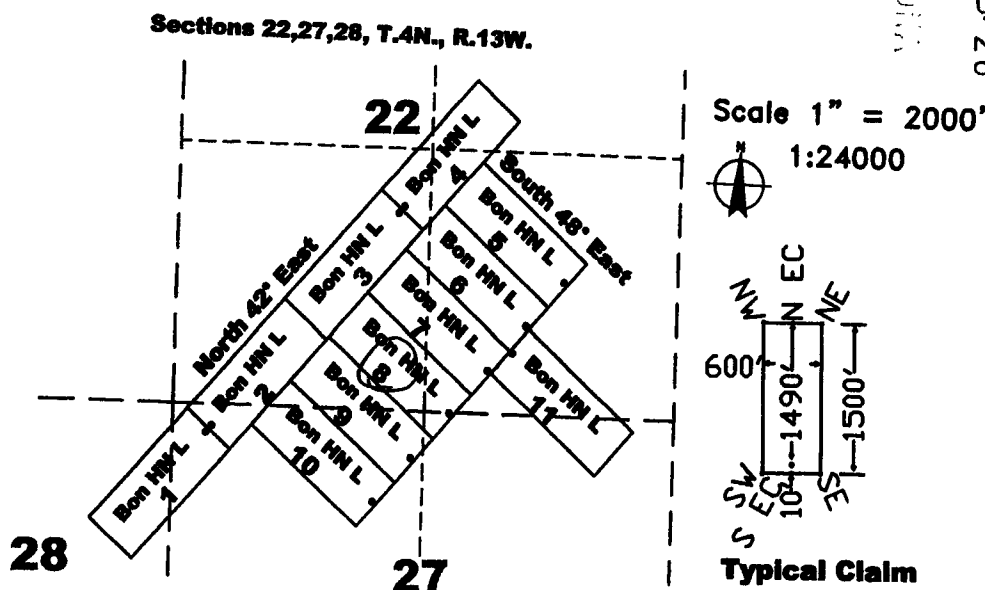 Sections 22,27,28, T.4N., R.13W.
22
Scale 1" = 2000'
1:24000
N
North 42° East
South 48° East
Bon HN L
4
Bon HN L
3
Bon HN L
2
Bon HN L
1
Bon HN L
5
Bon HN L
6
Bon HN L
7
Bon HN L
8
Bon HN L
9
Bon HN L
10
Bon HN L
11
28
27
NW
N EC
NE
600'
1490'
1500'
10'
SW
S EC
SE
Typical Claim